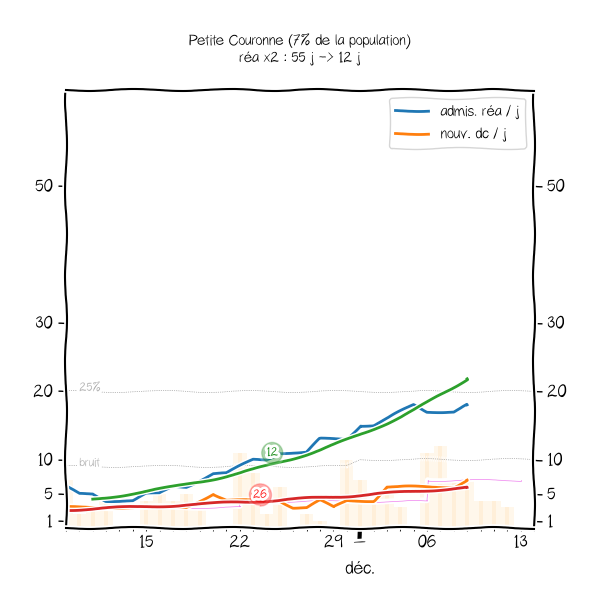 Petite Couronne (7% de la population)
réa x2 : 55 j -> 12 j
admis. réa / j
nouv. dc / j
50 50
30 30
25%
20 20
12
bruit
10 10
26
5 5
1 1
15 22 29 1 06 13
déc.